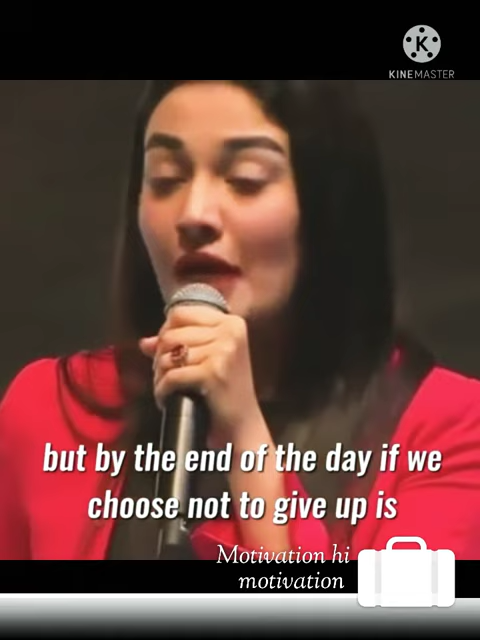 KINEMASTER
but by the end of the day if we
choose not to give up is
Motivation hi
motivation